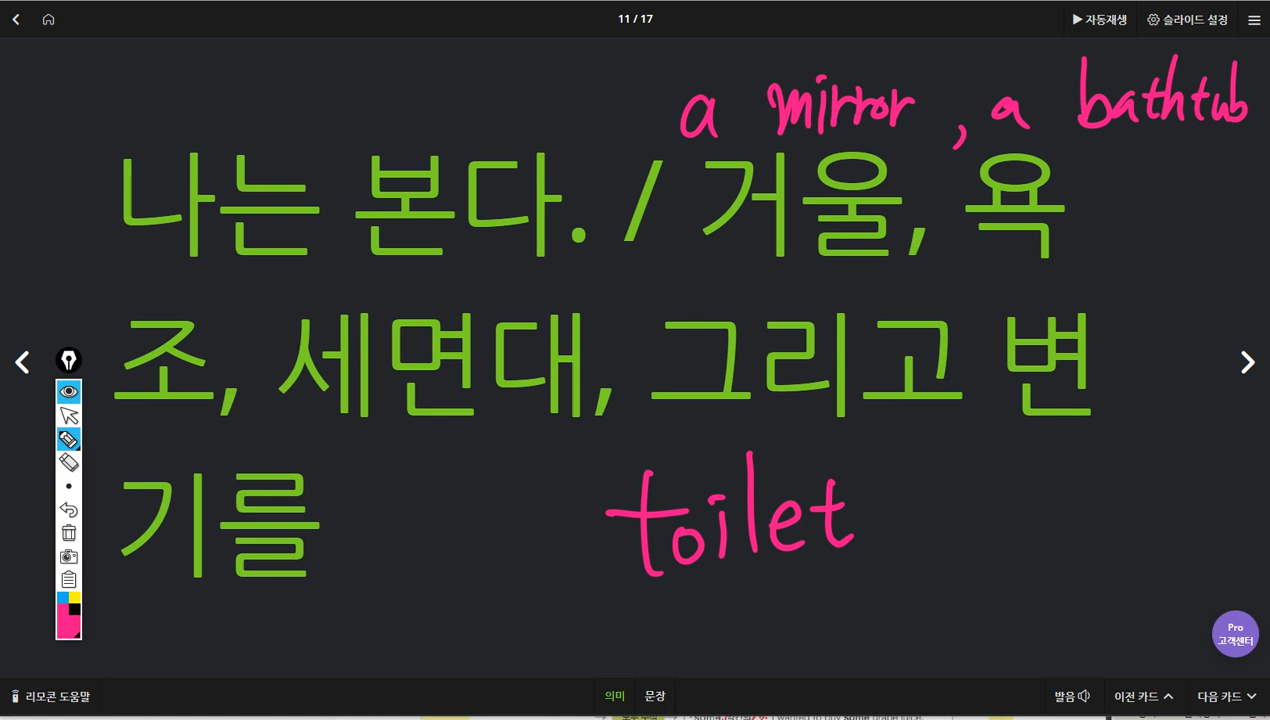 11 / 17
자동재생
슬라이드 설정
a mirror, a bathtub
나는 본다. / 거울, 욕
조, 세면대, 그리고 변
기를
toilet
Pro
고객센터
리모콘 도움말
의미
문장
발음
이전 카드
다음 카드